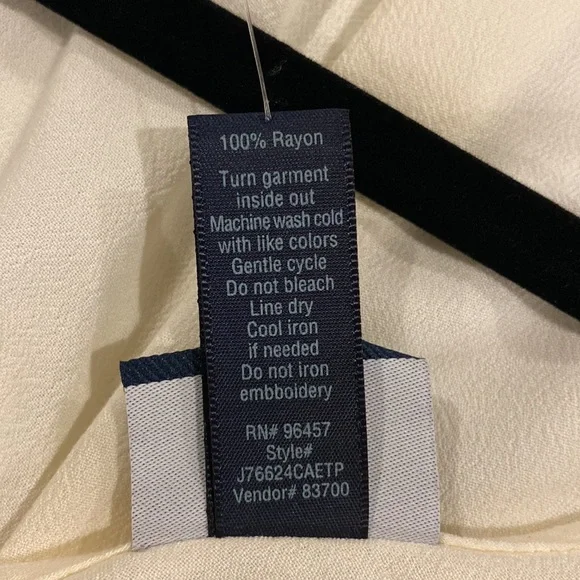 100% Rayon
Turn garment
inside out
Machine wash cold
with like colors
Gentle cycle
Do not bleach
Line dry
Cool iron
if needed
Do not iron
embboidery
RN# 96457
Style#
J76624CAETP
Vendor# 83700